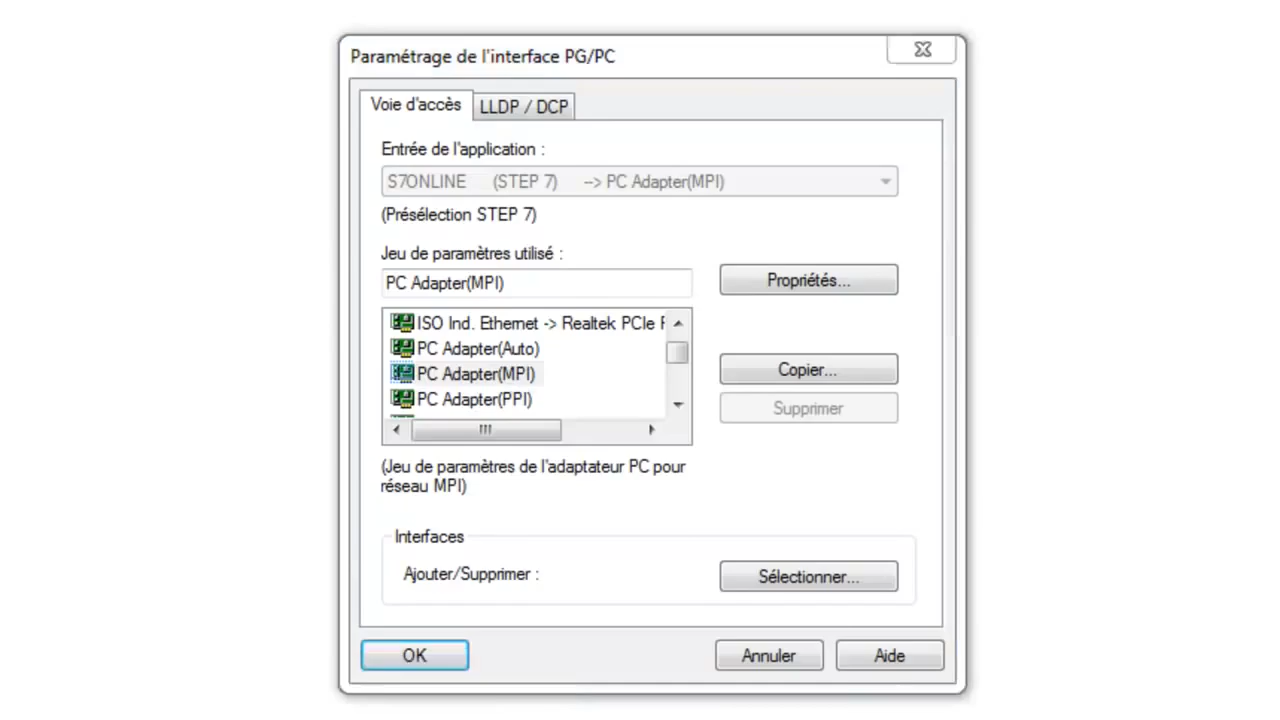 Paramétrage de l'interface PG/PC
Voie d'accès
LLDP / DCP
Entrée de l'application :
S7ONLINE (STEP 7) --> PC Adapter(MPI)
(Présélection STEP 7)
Jeu de paramètres utilisé :
PC Adapter(MPI)
Propriétés...
ISO Ind. Ethernet -> Realtek PCIe
PC Adapter(Auto)
PC Adapter(MPI)
PC Adapter(PPI)
Copier...
Supprimer
(Jeu de paramètres de l'adaptateur PC pour
réseau MPI)
Interfaces
Ajouter/Supprimer :
Sélectionner...
OK
Annuler
Aide